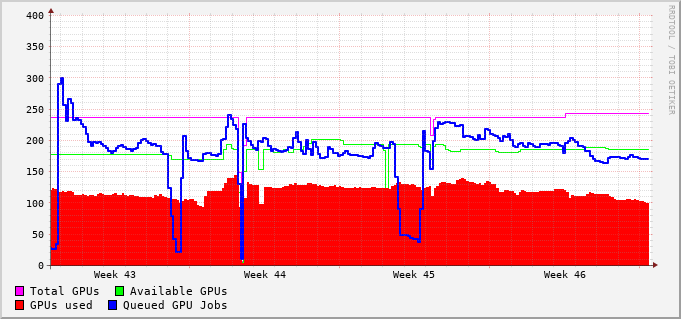 400
350
300
250
200
150
100
50
0
Week 43 Week 44 Week 45 Week 46
Total GPUs Available GPUs
GPUs used Queued GPU Jobs
RRDTOOL / TOBI OETIKER